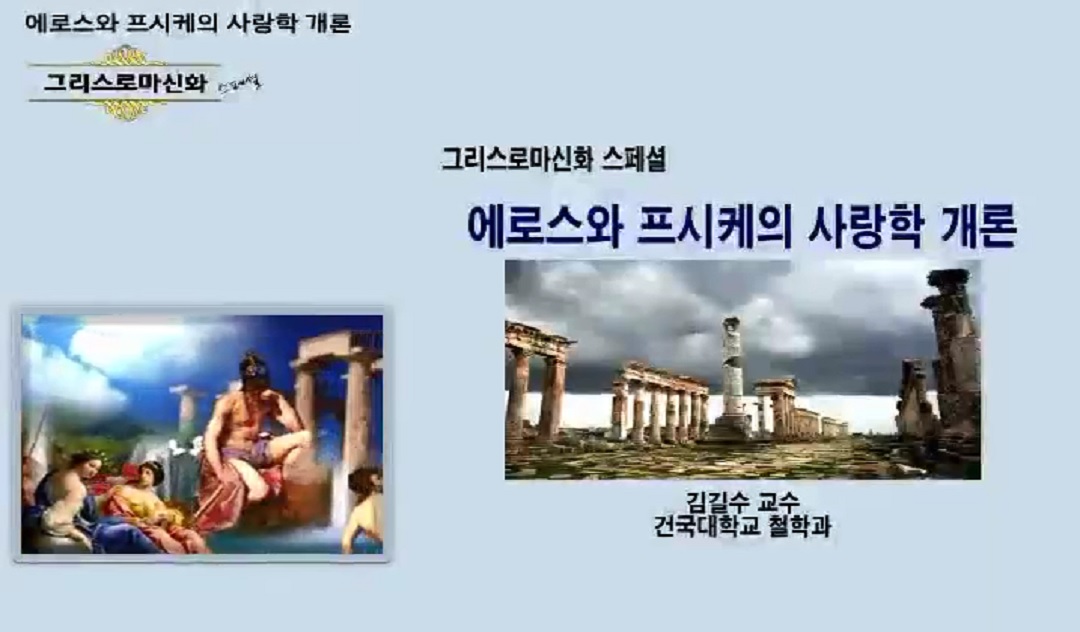 에로스와 프시케의 사랑학 개론
그리스로마신화 스페셜
그리스로마신화 스페셜
에로스와 프시케의 사랑학 개론
김길수 교수
건국대학교 철학과